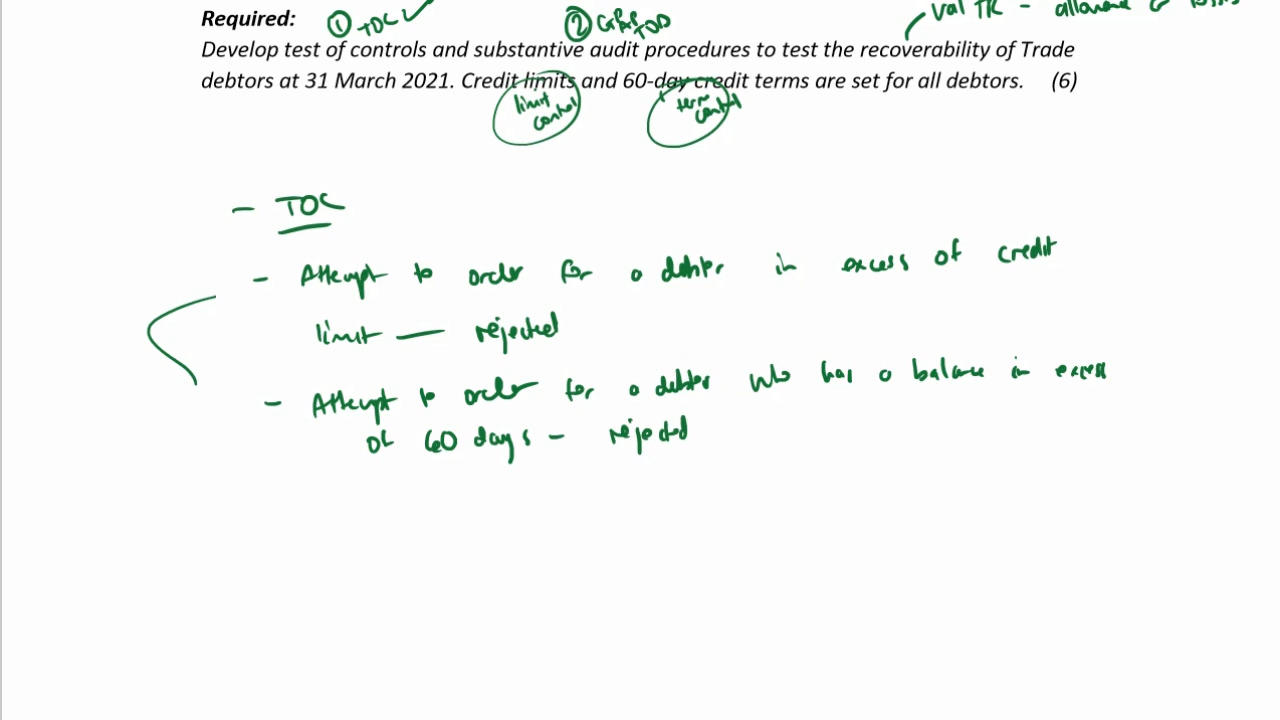 val TR - allowance
Required: ① TOC ✓ ② TOD
Develop test of controls and substantive audit procedures to test the recoverability of Trade
debtors at 31 March 2021. Credit limits and 60-day credit terms are set for all debtors. (6)
limit control term control
- TOC
- Attempt to order for a debtor in excess of credit
limit — rejected
- Attempt to order for a debtor who has a balance in excess
of 60 days - rejected